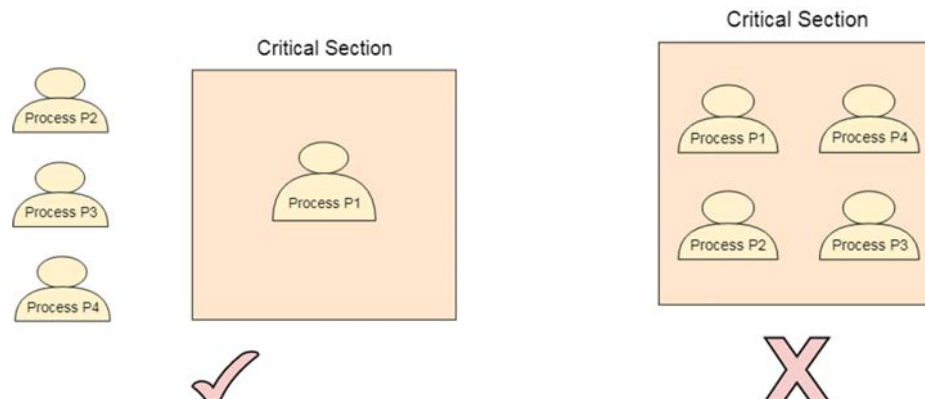 Critical Section
Process P2
Process P3
Process P4
Process P1
Critical Section
Process P1
Process P4
Process P2
Process P3